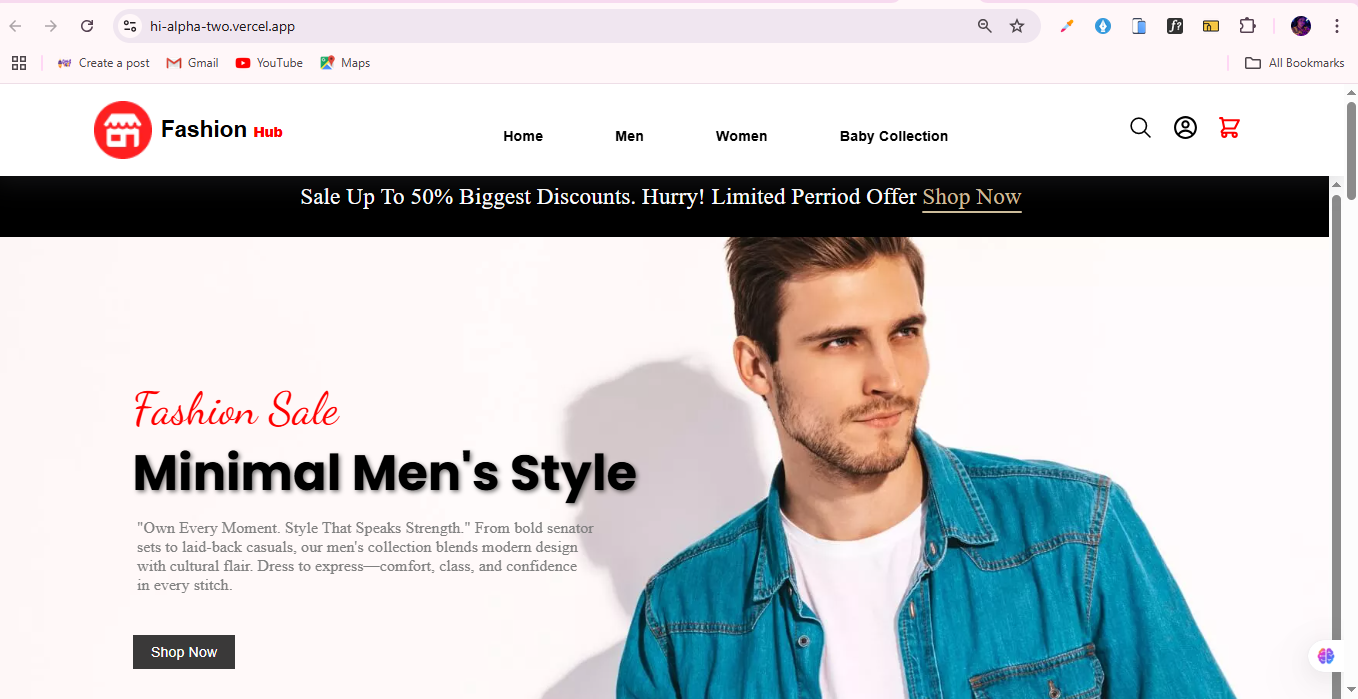 hi-alpha-two.vercel.app
Create a post
Gmail
YouTube
Maps
All Bookmarks
Fashion Hub
Home
Men
Women
Baby Collection
Sale Up To 50% Biggest Discounts. Hurry! Limited Perriod Offer Shop Now
Fashion Sale
Minimal Men's Style
"Own Every Moment. Style That Speaks Strength." From bold senator
sets to laid-back casuals, our men's collection blends modern design
with cultural flair. Dress to express—comfort, class, and confidence
in every stitch.
Shop Now